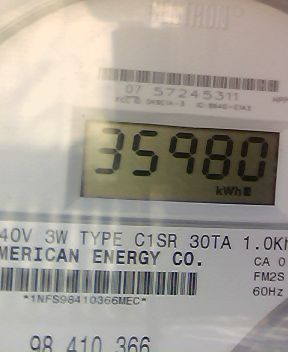 07 57245311
35980
kWh
40V 3W TYPE C1SR 30TA 1.0Kh
MERICAN ENERGY CO.
CA 0
FM2S
60Hz
*1NFS98410366MEC*
98 410 366